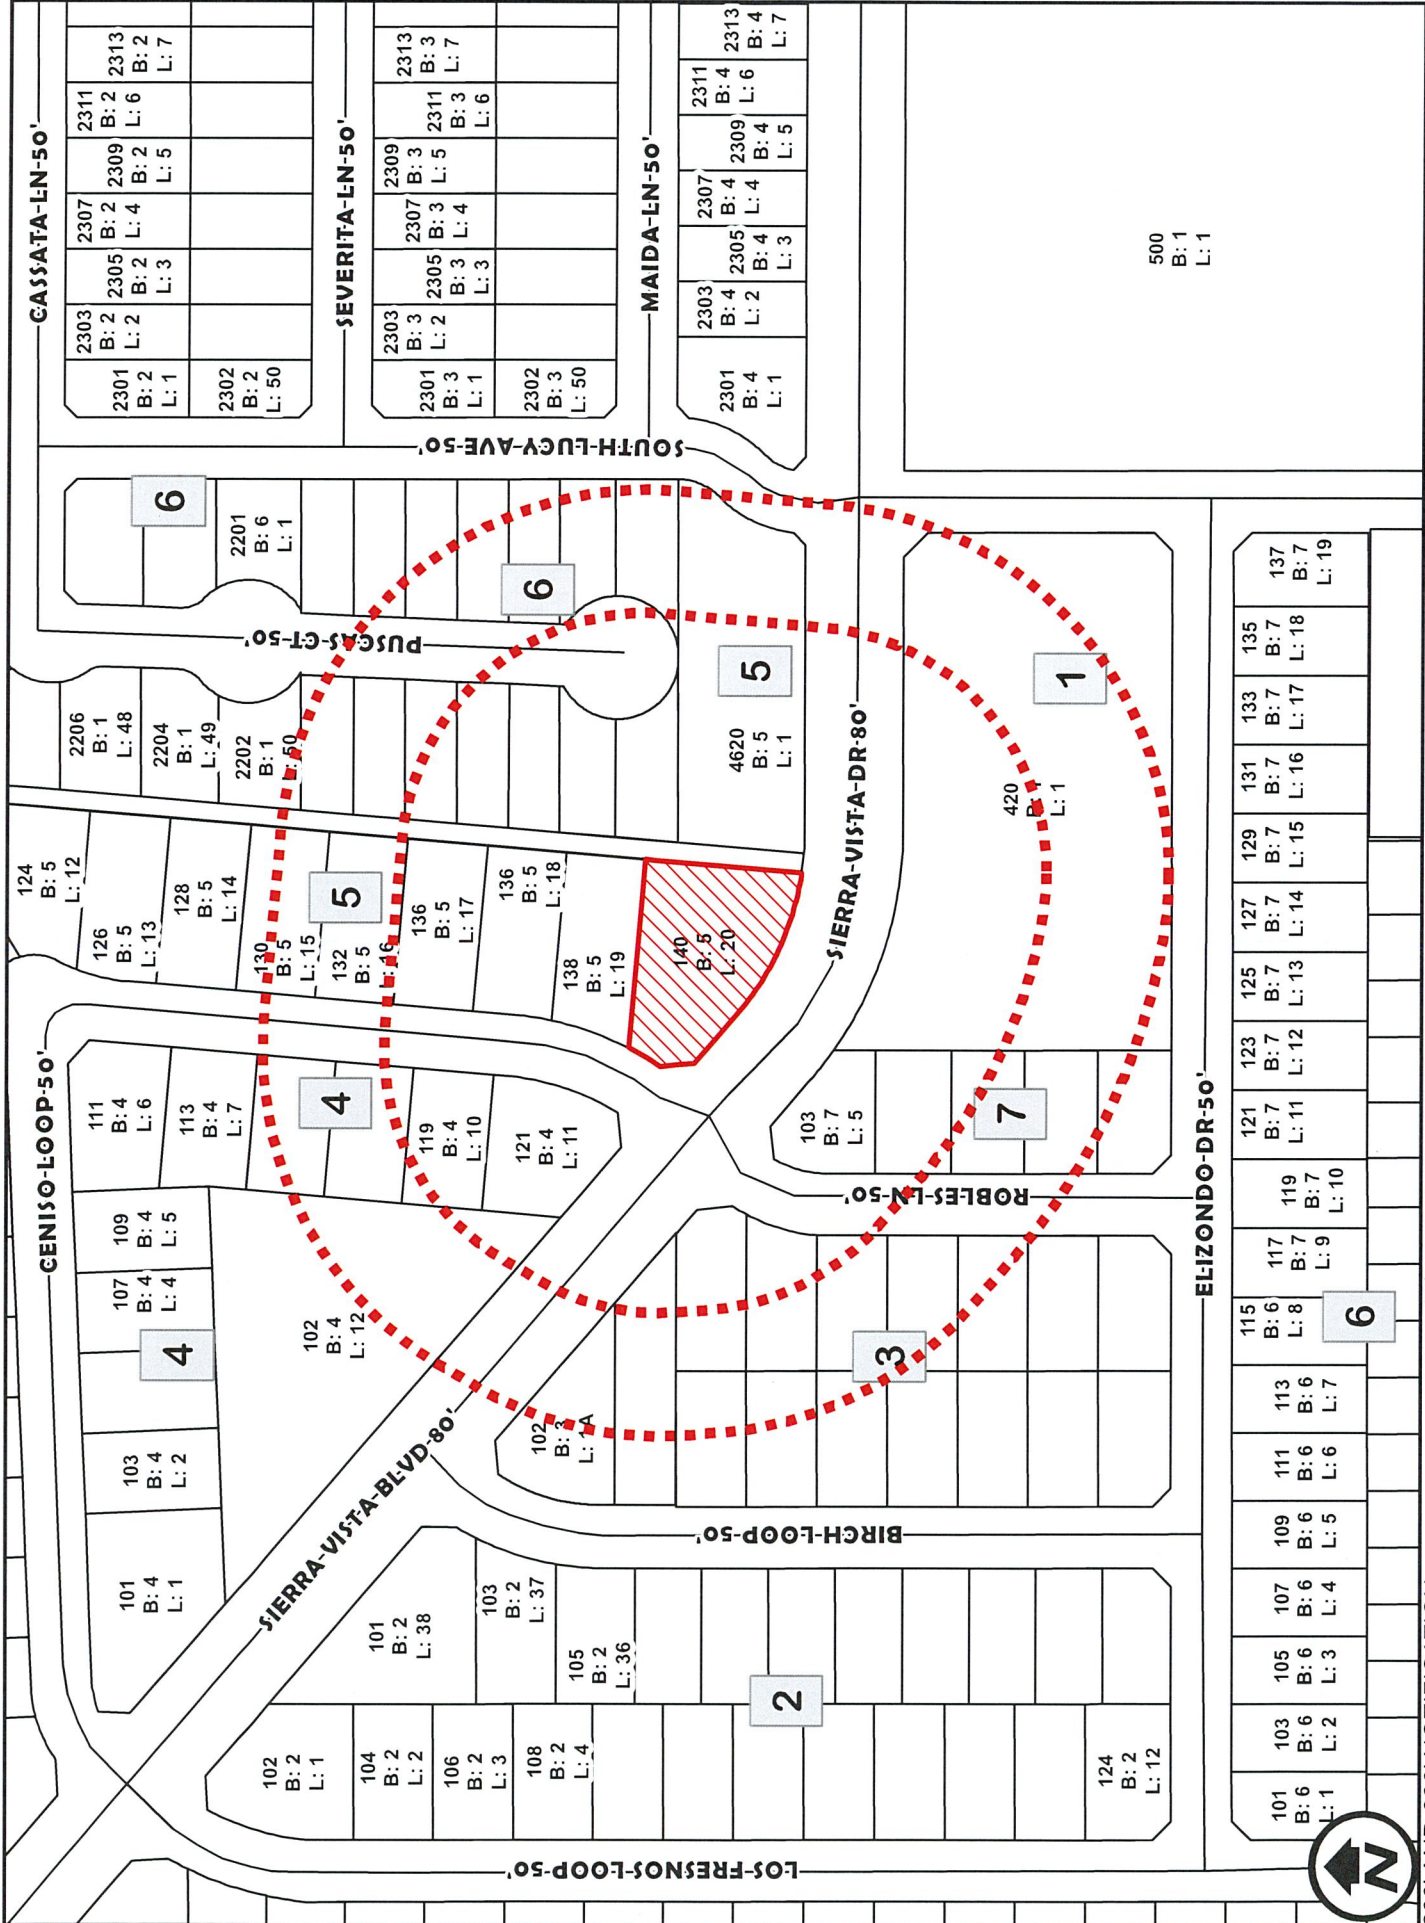 CASSATA-LN-50'
2301
B: 2
L: 1
2303
B: 2
L: 2
2305
B: 2
L: 3
2307
B: 2
L: 4
2309
B: 2
L: 5
2311
B: 2
L: 6
2313
B: 2
L: 7
2302
B: 2
L: 50
SEVERITA-LN-50'
2301
B: 3
L: 1
2303
B: 3
L: 2
2305
B: 3
L: 3
2307
B: 3
L: 4
2309
B: 3
L: 5
2311
B: 3
L: 6
2313
B: 3
L: 7
2302
B: 3
L: 50
MAIDA-LN-50'
2301
B: 4
L: 1
2303
B: 4
L: 2
2305
B: 4
L: 3
2307
B: 4
L: 4
2309
B: 4
L: 5
2311
B: 4
L: 6
2313
B: 4
L: 7
500
B: 1
L: 1
SOUTH-LUCY-AVE-50'
6
2201
B: 6
L: 1
6
PUSCAS-CT-50'
2206
B: 1
L: 48
2204
B: 1
L: 49
2202
B: 1
L: 50
5
4620
B: 5
L: 1
SIERRA-VISTA-DR-80'
1
420
B: 1
L: 1
124
B: 5
L: 12
126
B: 5
L: 13
128
B: 5
L: 14
130
B: 5
L: 15
5
132
B: 5
L: 16
136
B: 5
L: 17
136
B: 5
L: 18
138
B: 5
L: 19
140
B: 5
L: 20
CENISO-LOOP-50'
111
B: 4
L: 6
113
B: 4
L: 7
4
119
B: 4
L: 10
121
B: 4
L: 11
109
B: 4
L: 5
107
B: 4
L: 4
4
103
B: 4
L: 2
101
B: 4
L: 1
102
B: 4
L: 12
SIERRA-VISTA-BLVD-80'
103
B: 7
L: 5
7
ROBLES-LN-50'
102
B: 3
L: 1A
3
BIRCH-LOOP-50'
101
B: 2
L: 38
103
B: 2
L: 37
105
B: 2
L: 36
2
102
B: 2
L: 1
104
B: 2
L: 2
106
B: 2
L: 3
108
B: 2
L: 4
124
B: 2
L: 12
LOS-FRESNOS-LOOP-50'
ELIZONDO-DR-50'
101
B: 6
L: 1
103
B: 6
L: 2
105
B: 6
L: 3
107
B: 6
L: 4
109
B: 6
L: 5
111
B: 6
L: 6
113
B: 6
L: 7
115
B: 6
L: 8
6
117
B: 7
L: 9
119
B: 7
L: 10
121
B: 7
L: 11
123
B: 7
L: 12
125
B: 7
L: 13
127
B: 7
L: 14
129
B: 7
L: 15
131
B: 7
L: 16
133
B: 7
L: 17
135
B: 7
L: 18
137
B: 7
L: 19
N